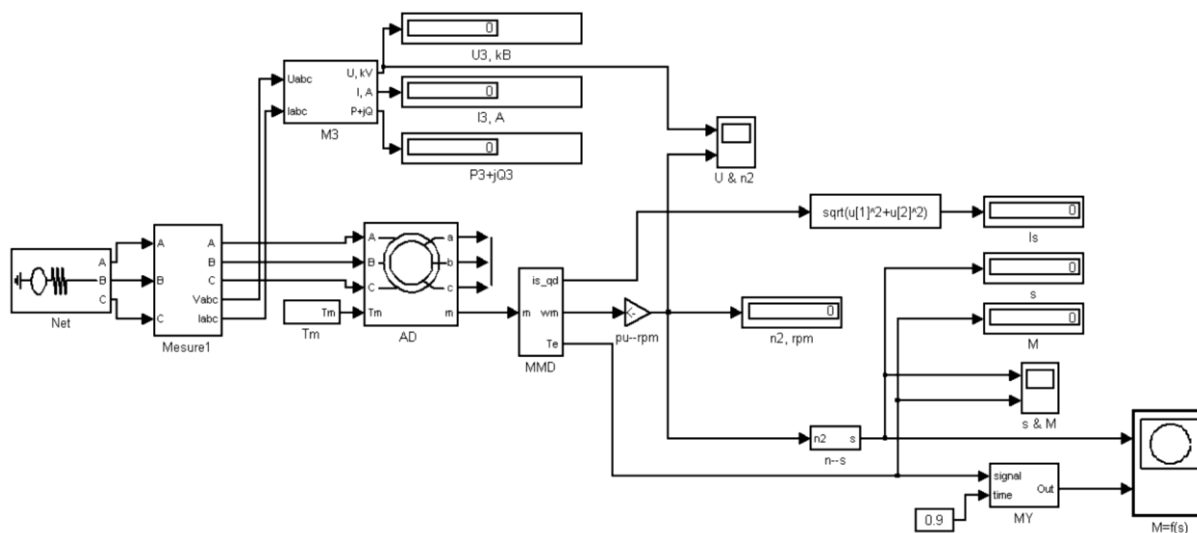 0
U3, kB
Uabc
Iabc
U, kV
I, A
P+jQ
M3
0
I3, A
0
P3+jQ3
U & n2
sqrt(u[1]^2+u[2]^2)
0
Is
0
s
0
M
A
B
C
Net
A
B
C
A
B
C
Vabc
Iabc
Mesure1
Tm
Tm
A
B
C
Tm
a
b
c
m
AD
m
is_qd
wm
Te
MMD
pu--rpm
0
n2, rpm
s & M
n2
s
n--s
signal
time
Out
MY
0.9
M=f(s)